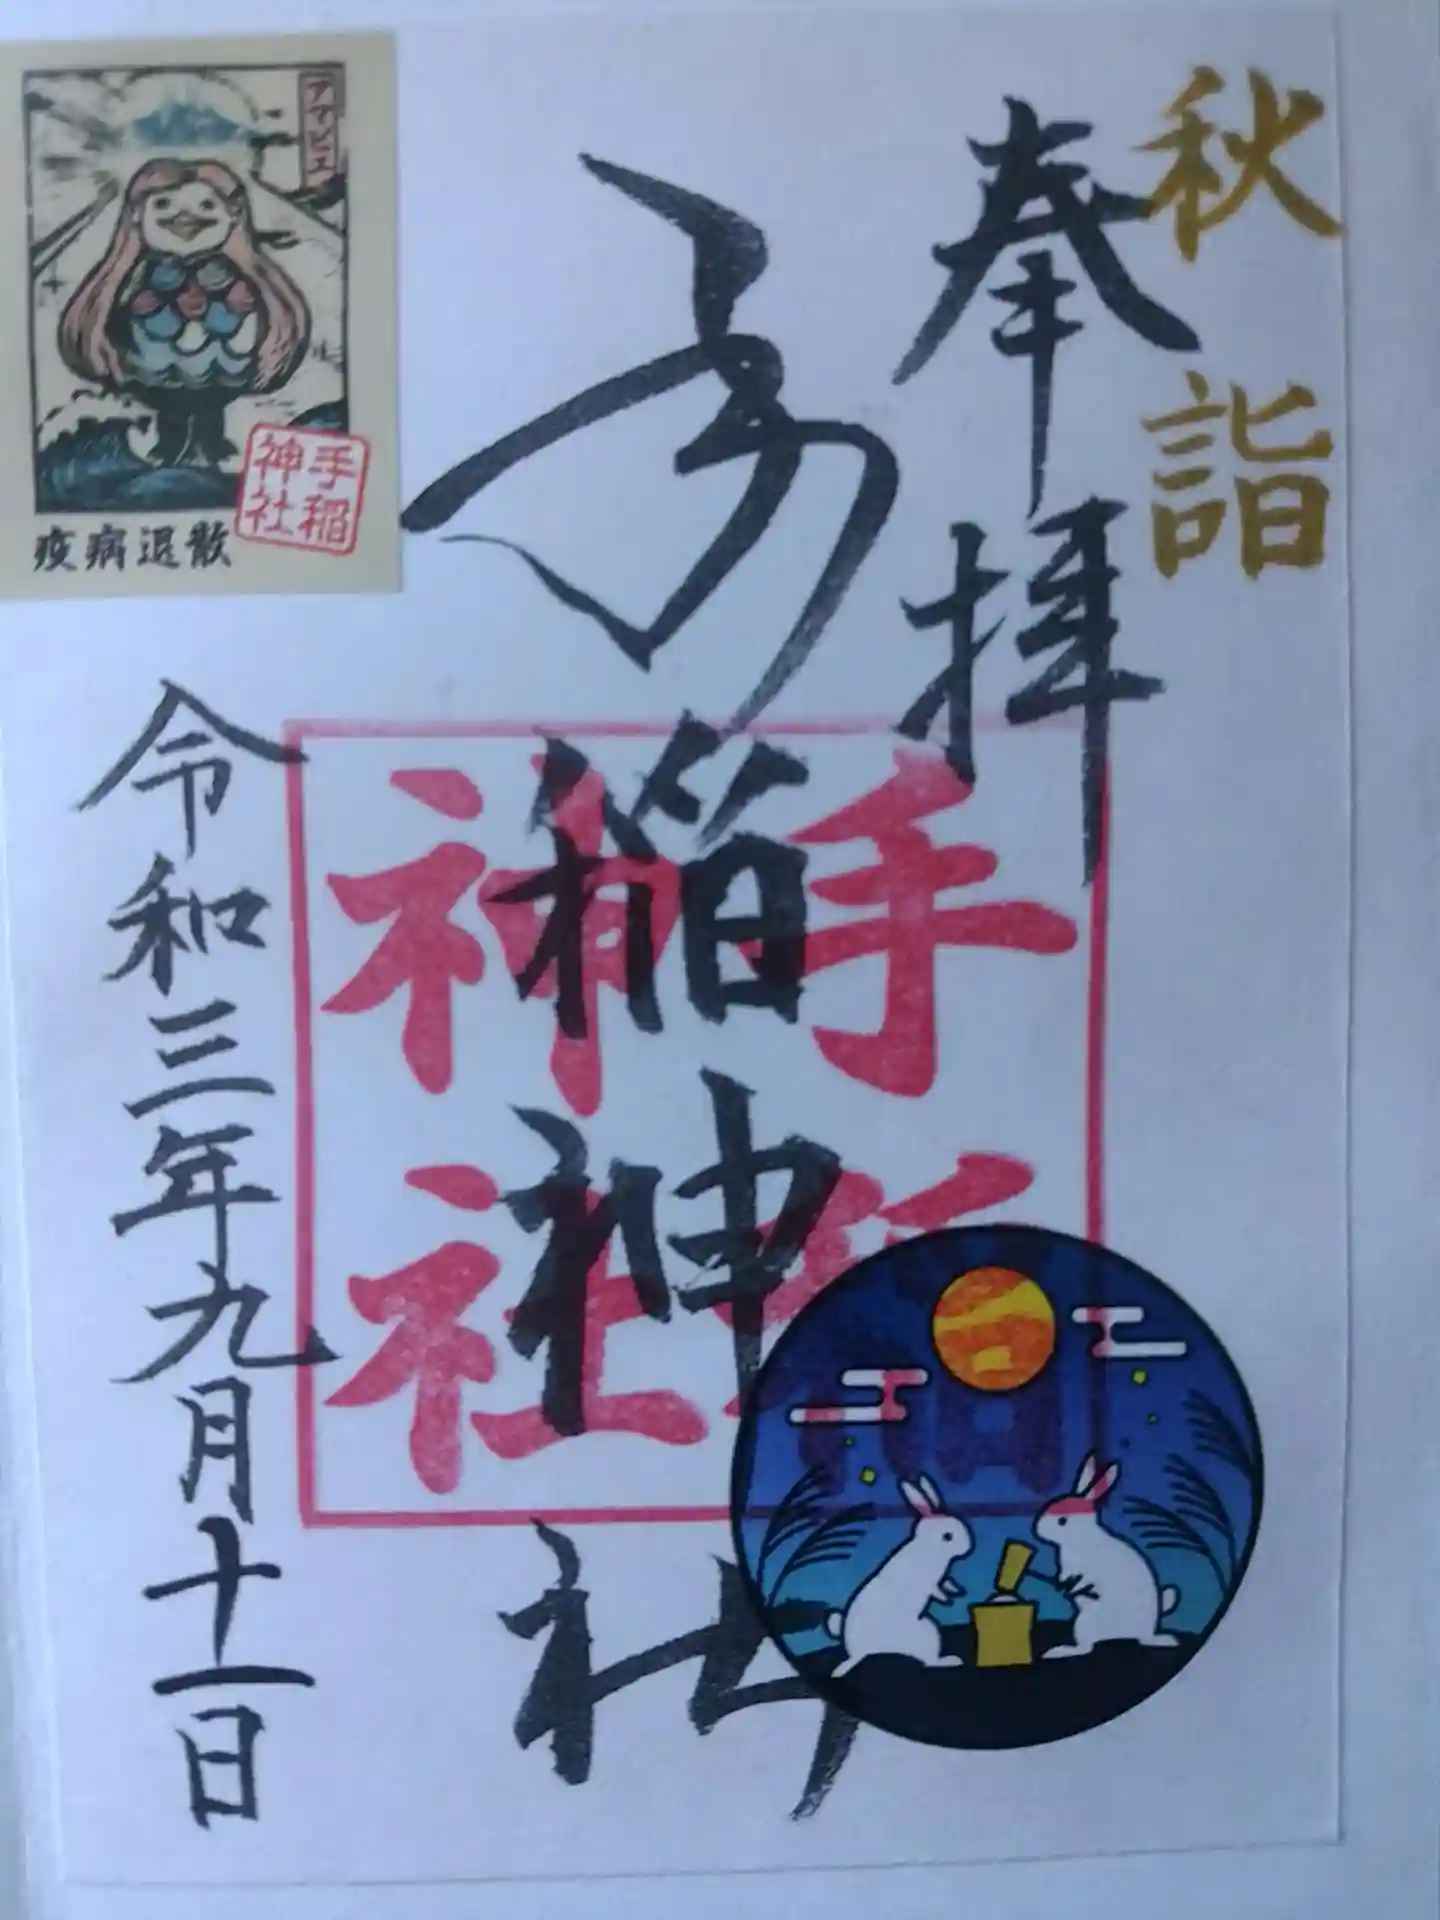 秋詣
奉拝
手稲神社
手稲
神社
令和三年九月十一日
アマビエ
手稲
神社
疫病退散